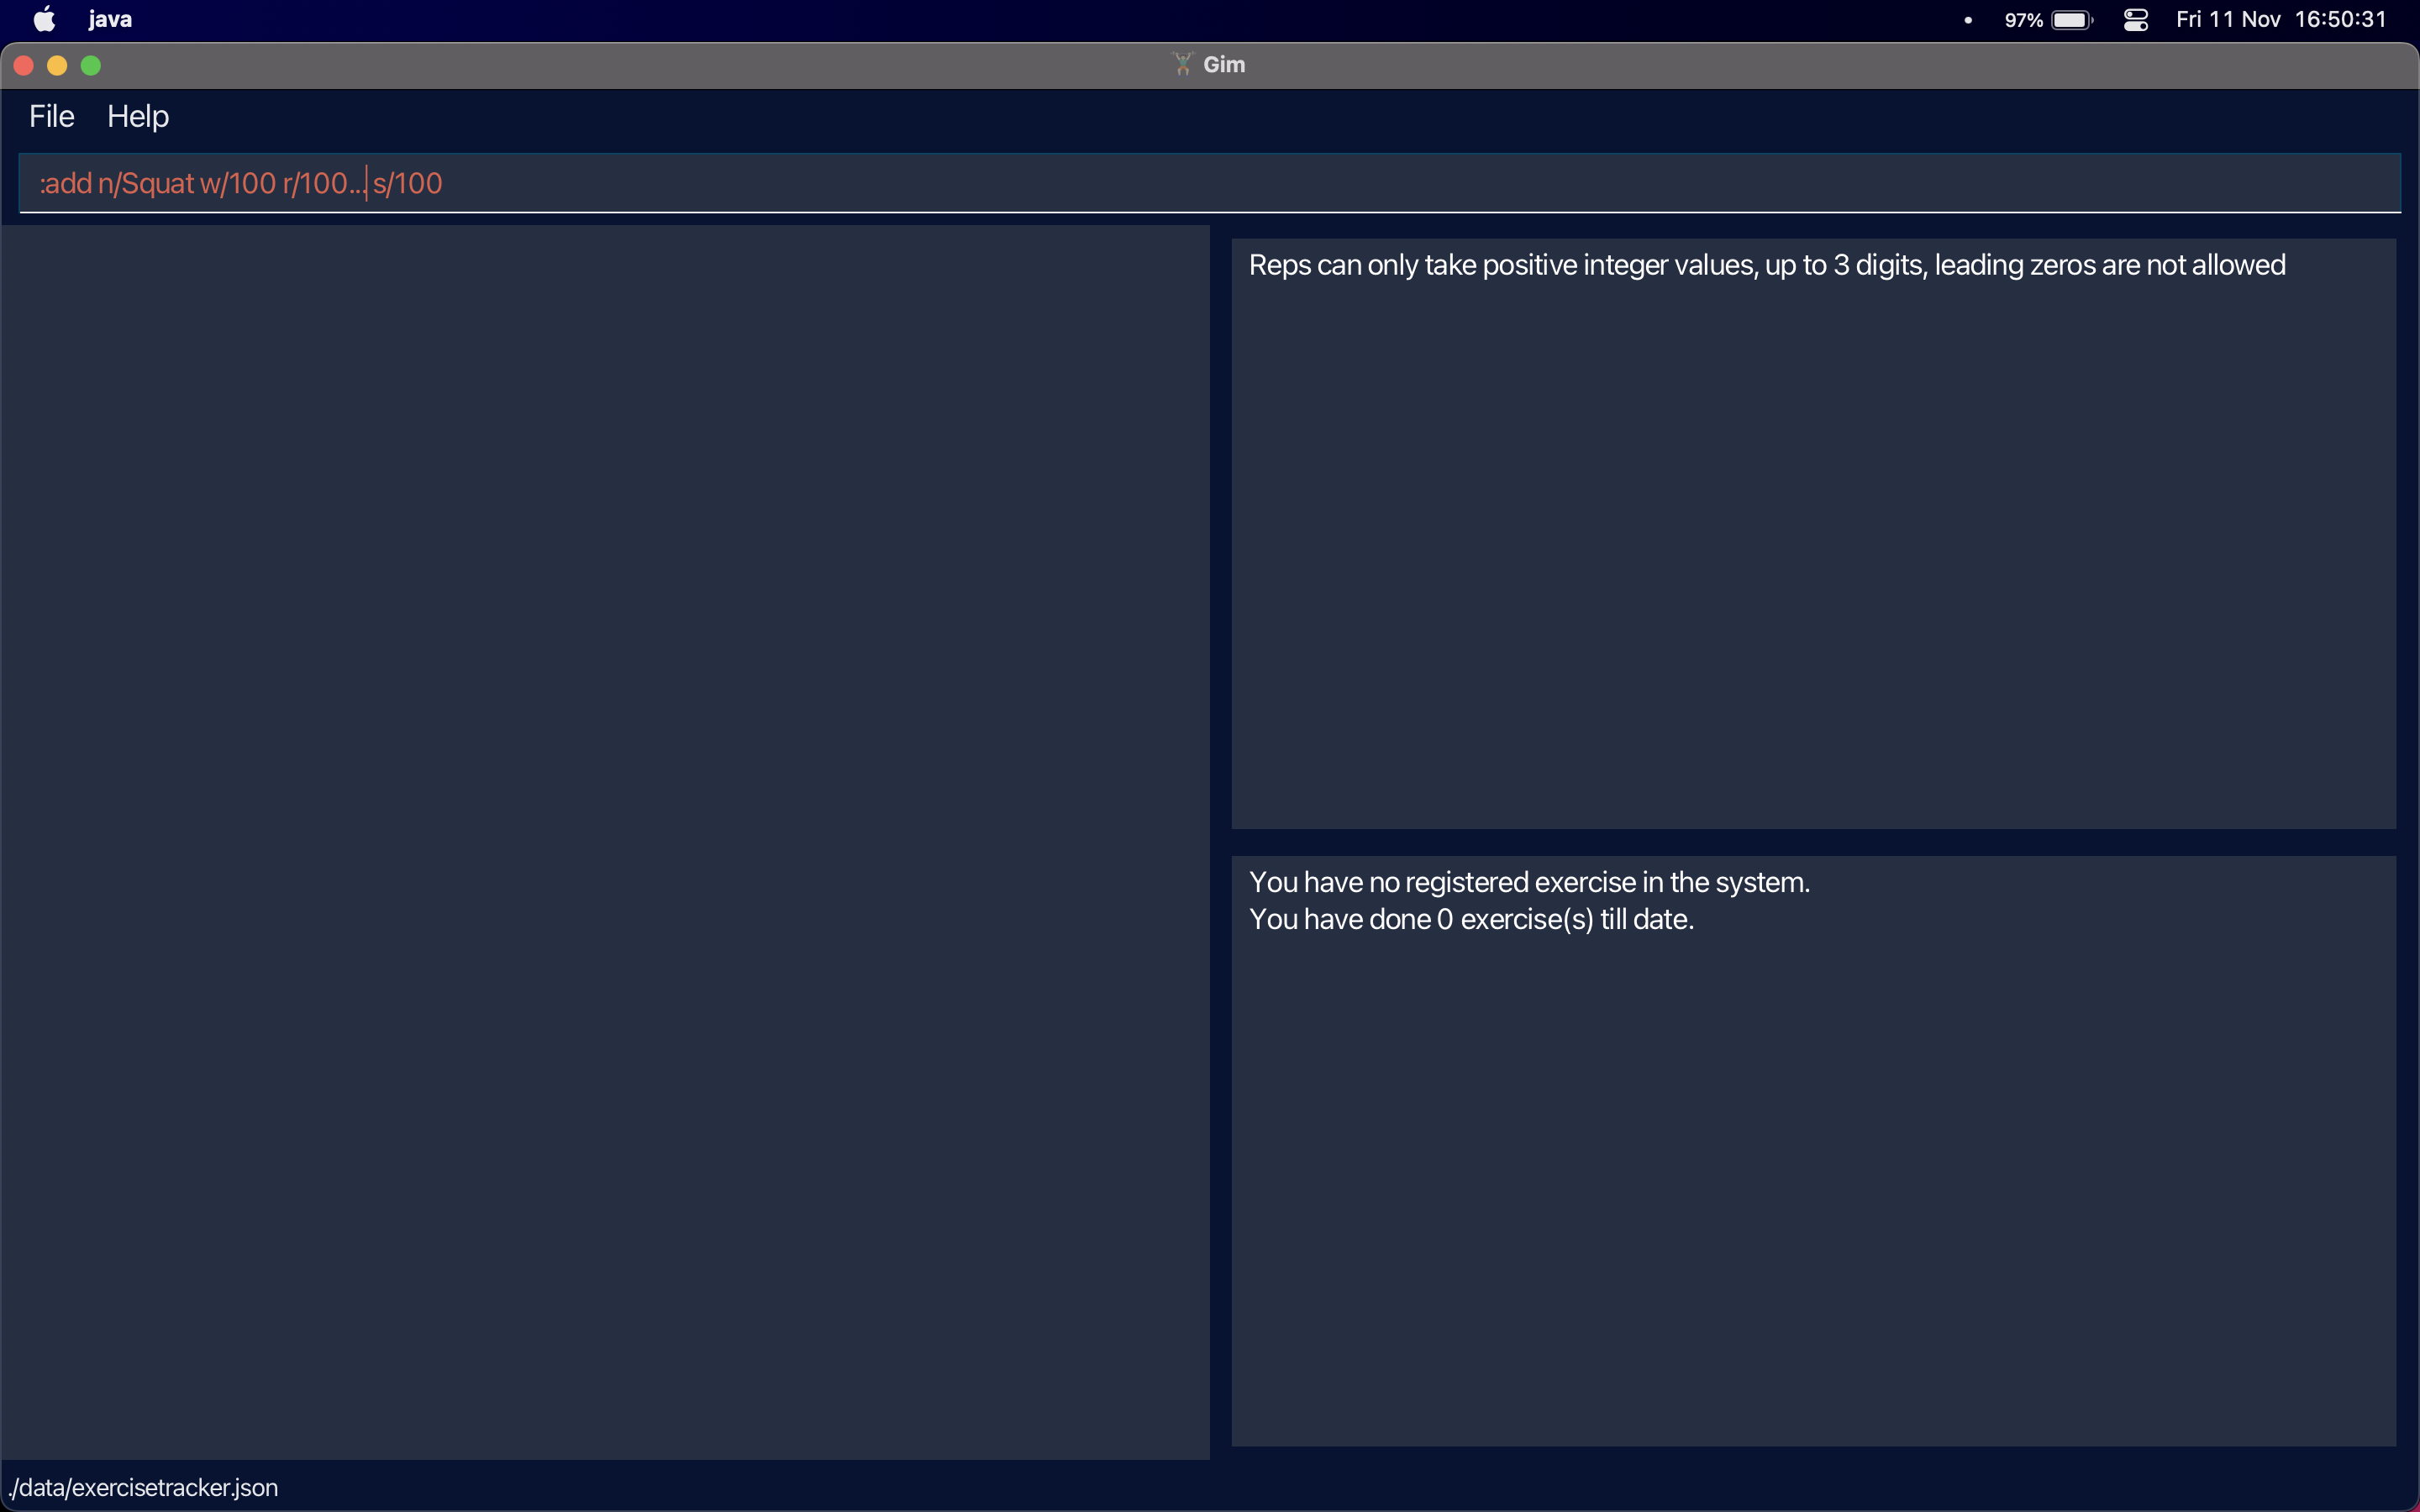 java
97%
Fri 11 Nov 16:50:31
Gim
File Help
:add n/Squat w/100 r/100... s/100
Reps can only take positive integer values, up to 3 digits, leading zeros are not allowed
You have no registered exercise in the system.
You have done 0 exercise(s) till date.
./data/exercisetracker.json